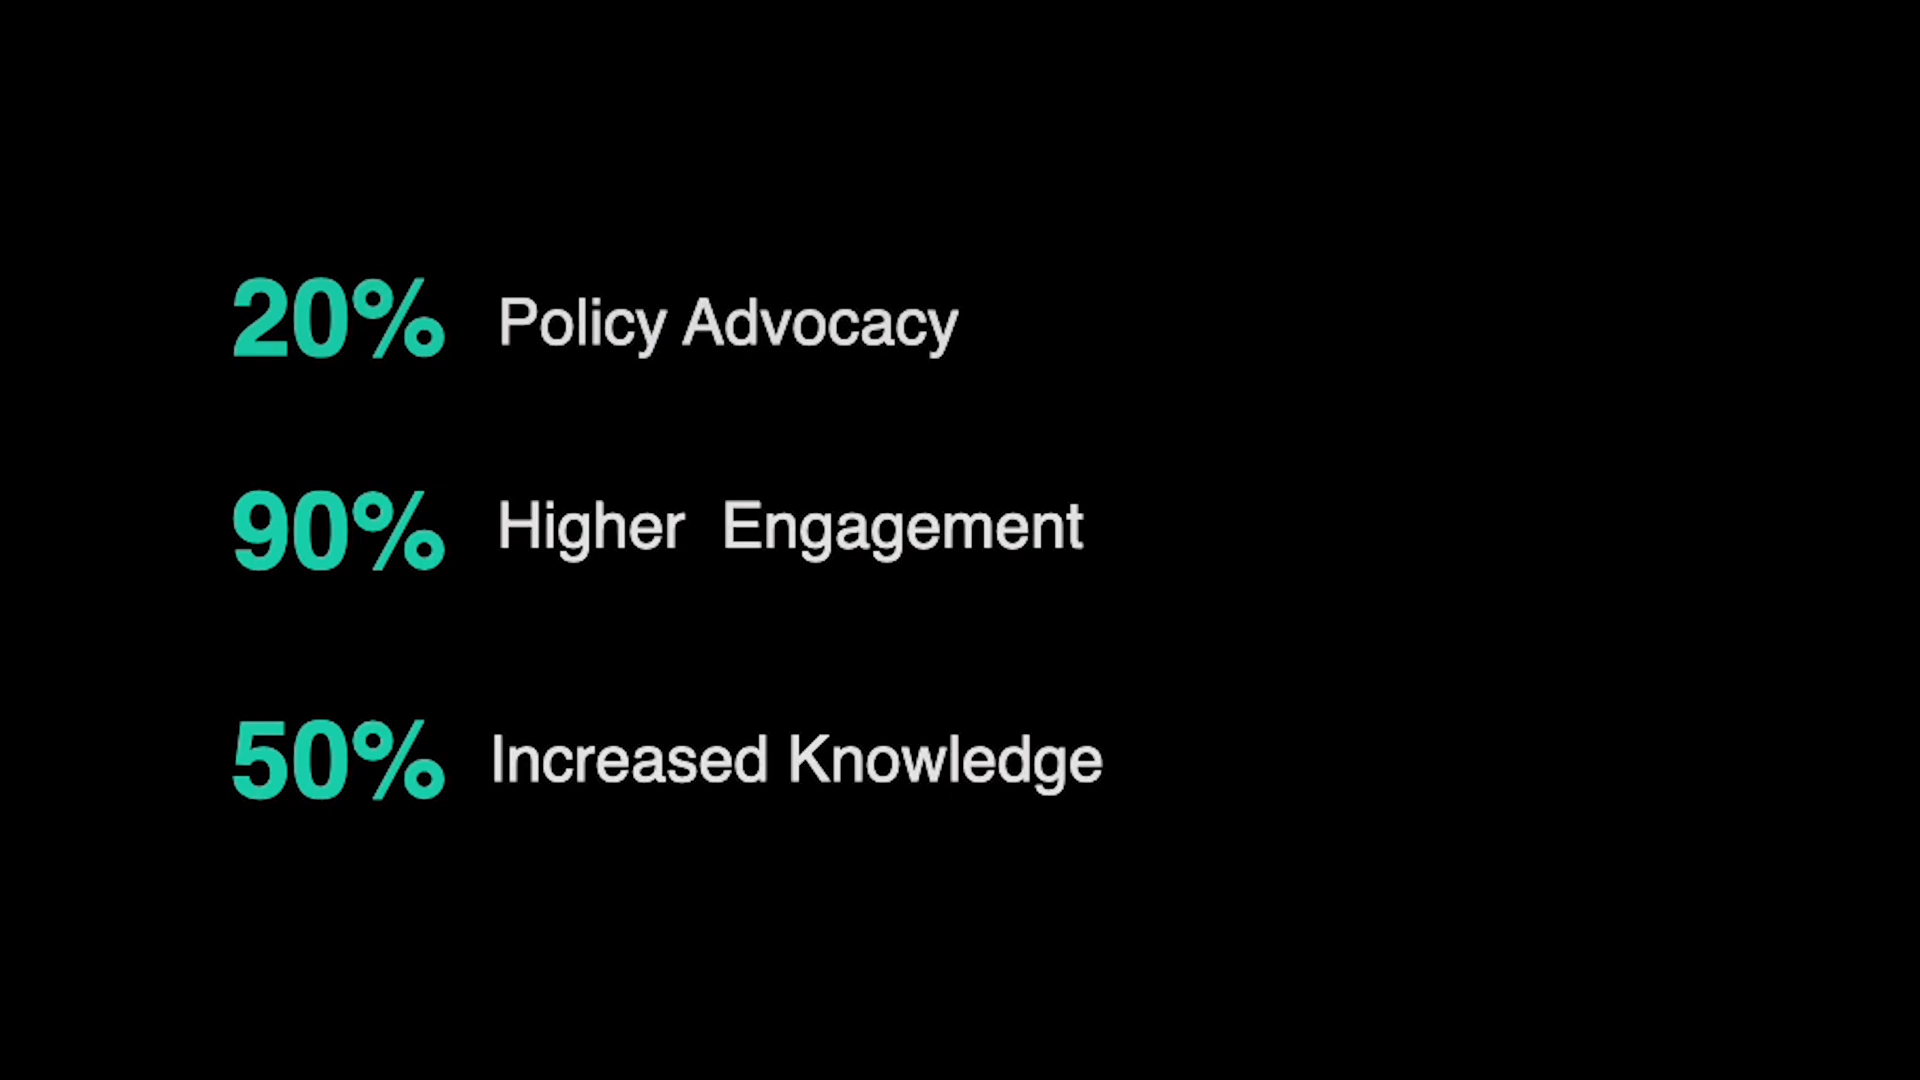 20% Policy Advocacy
90% Higher  Engagement
50% Increased Knowledge